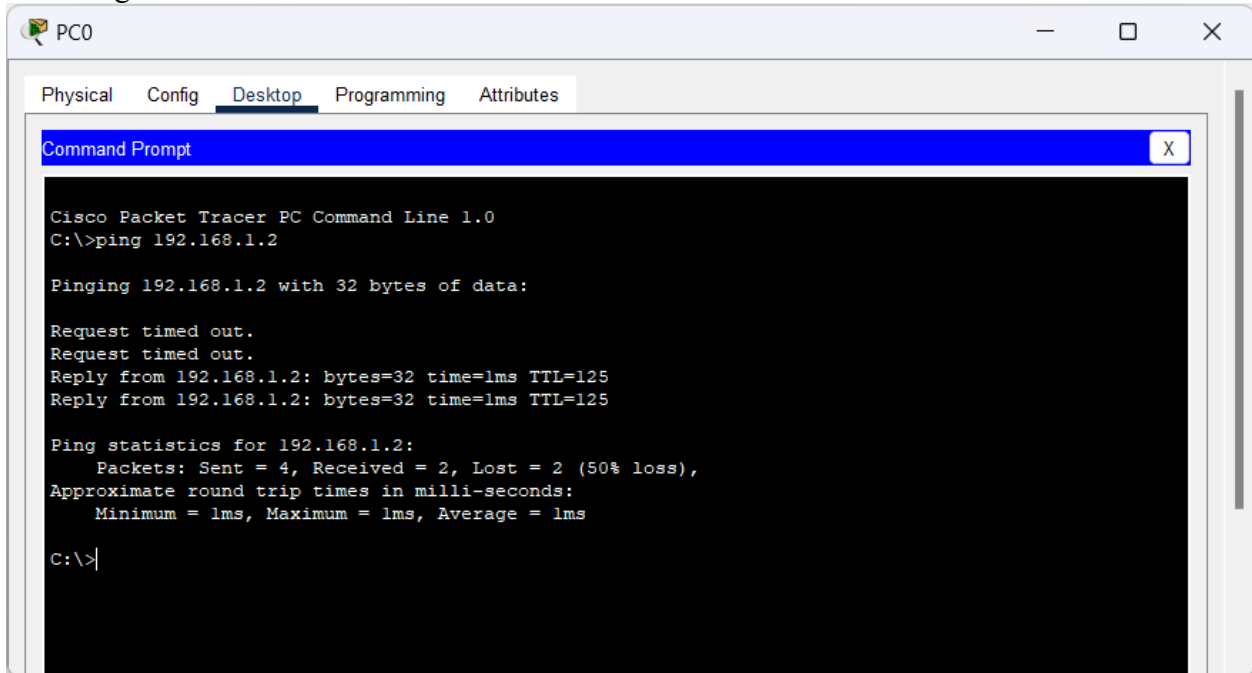 PC0
Physical Config Desktop Programming Attributes
Command Prompt X
Cisco Packet Tracer PC Command Line 1.0
C:\>ping 192.168.1.2
Pinging 192.168.1.2 with 32 bytes of data:
Request timed out.
Request timed out.
Reply from 192.168.1.2: bytes=32 time=1ms TTL=125
Reply from 192.168.1.2: bytes=32 time=1ms TTL=125
Ping statistics for 192.168.1.2:
Packets: Sent = 4, Received = 2, Lost = 2 (50% loss),
Approximate round trip times in milli-seconds:
Minimum = 1ms, Maximum = 1ms, Average = 1ms
C:\>